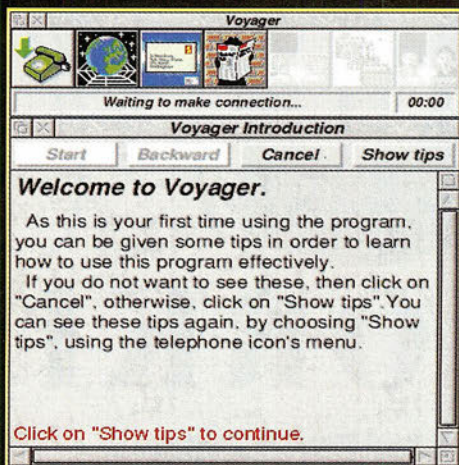 Voyager
Waiting to make connection...
00:00
Voyager Introduction
Start
Backward
Cancel
Show tips
Welcome to Voyager.
As this is your first time using the program,
you can be given some tips in order to learn
how to use this program effectively.
If you do not want to see these, then click on
"Cancel", otherwise, click on "Show tips".You
can see these tips again, by choosing "Show
tips", using the telephone icon's menu.
Click on "Show tips" to continue.